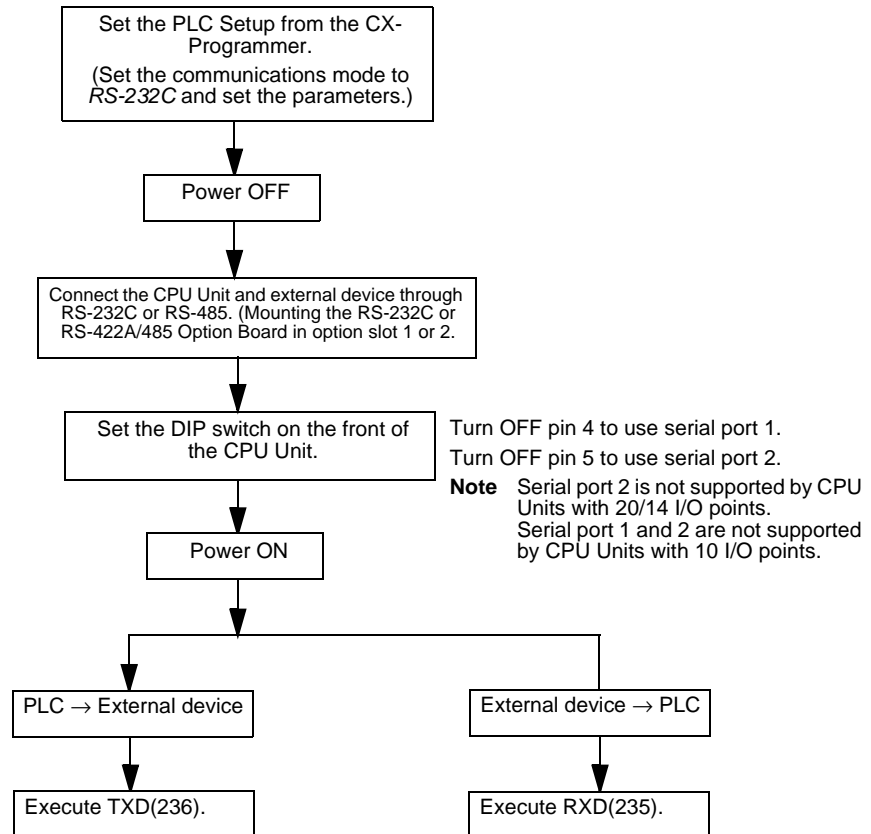 Set the PLC Setup from the CX-
Programmer.
(Set the communications mode to
RS-232C and set the parameters.)
Power OFF
Connect the CPU Unit and external device through
RS-232C or RS-485. (Mounting the RS-232C or
RS-422A/485 Option Board in option slot 1 or 2.
Set the DIP switch on the front of
the CPU Unit.
Turn OFF pin 4 to use serial port 1.
Turn OFF pin 5 to use serial port 2.
Note Serial port 2 is not supported by CPU
Units with 20/14 I/O points.
Serial port 1 and 2 are not supported
by CPU Units with 10 I/O points.
Power ON
PLC → External device
External device → PLC
Execute TXD(236).
Execute RXD(235).